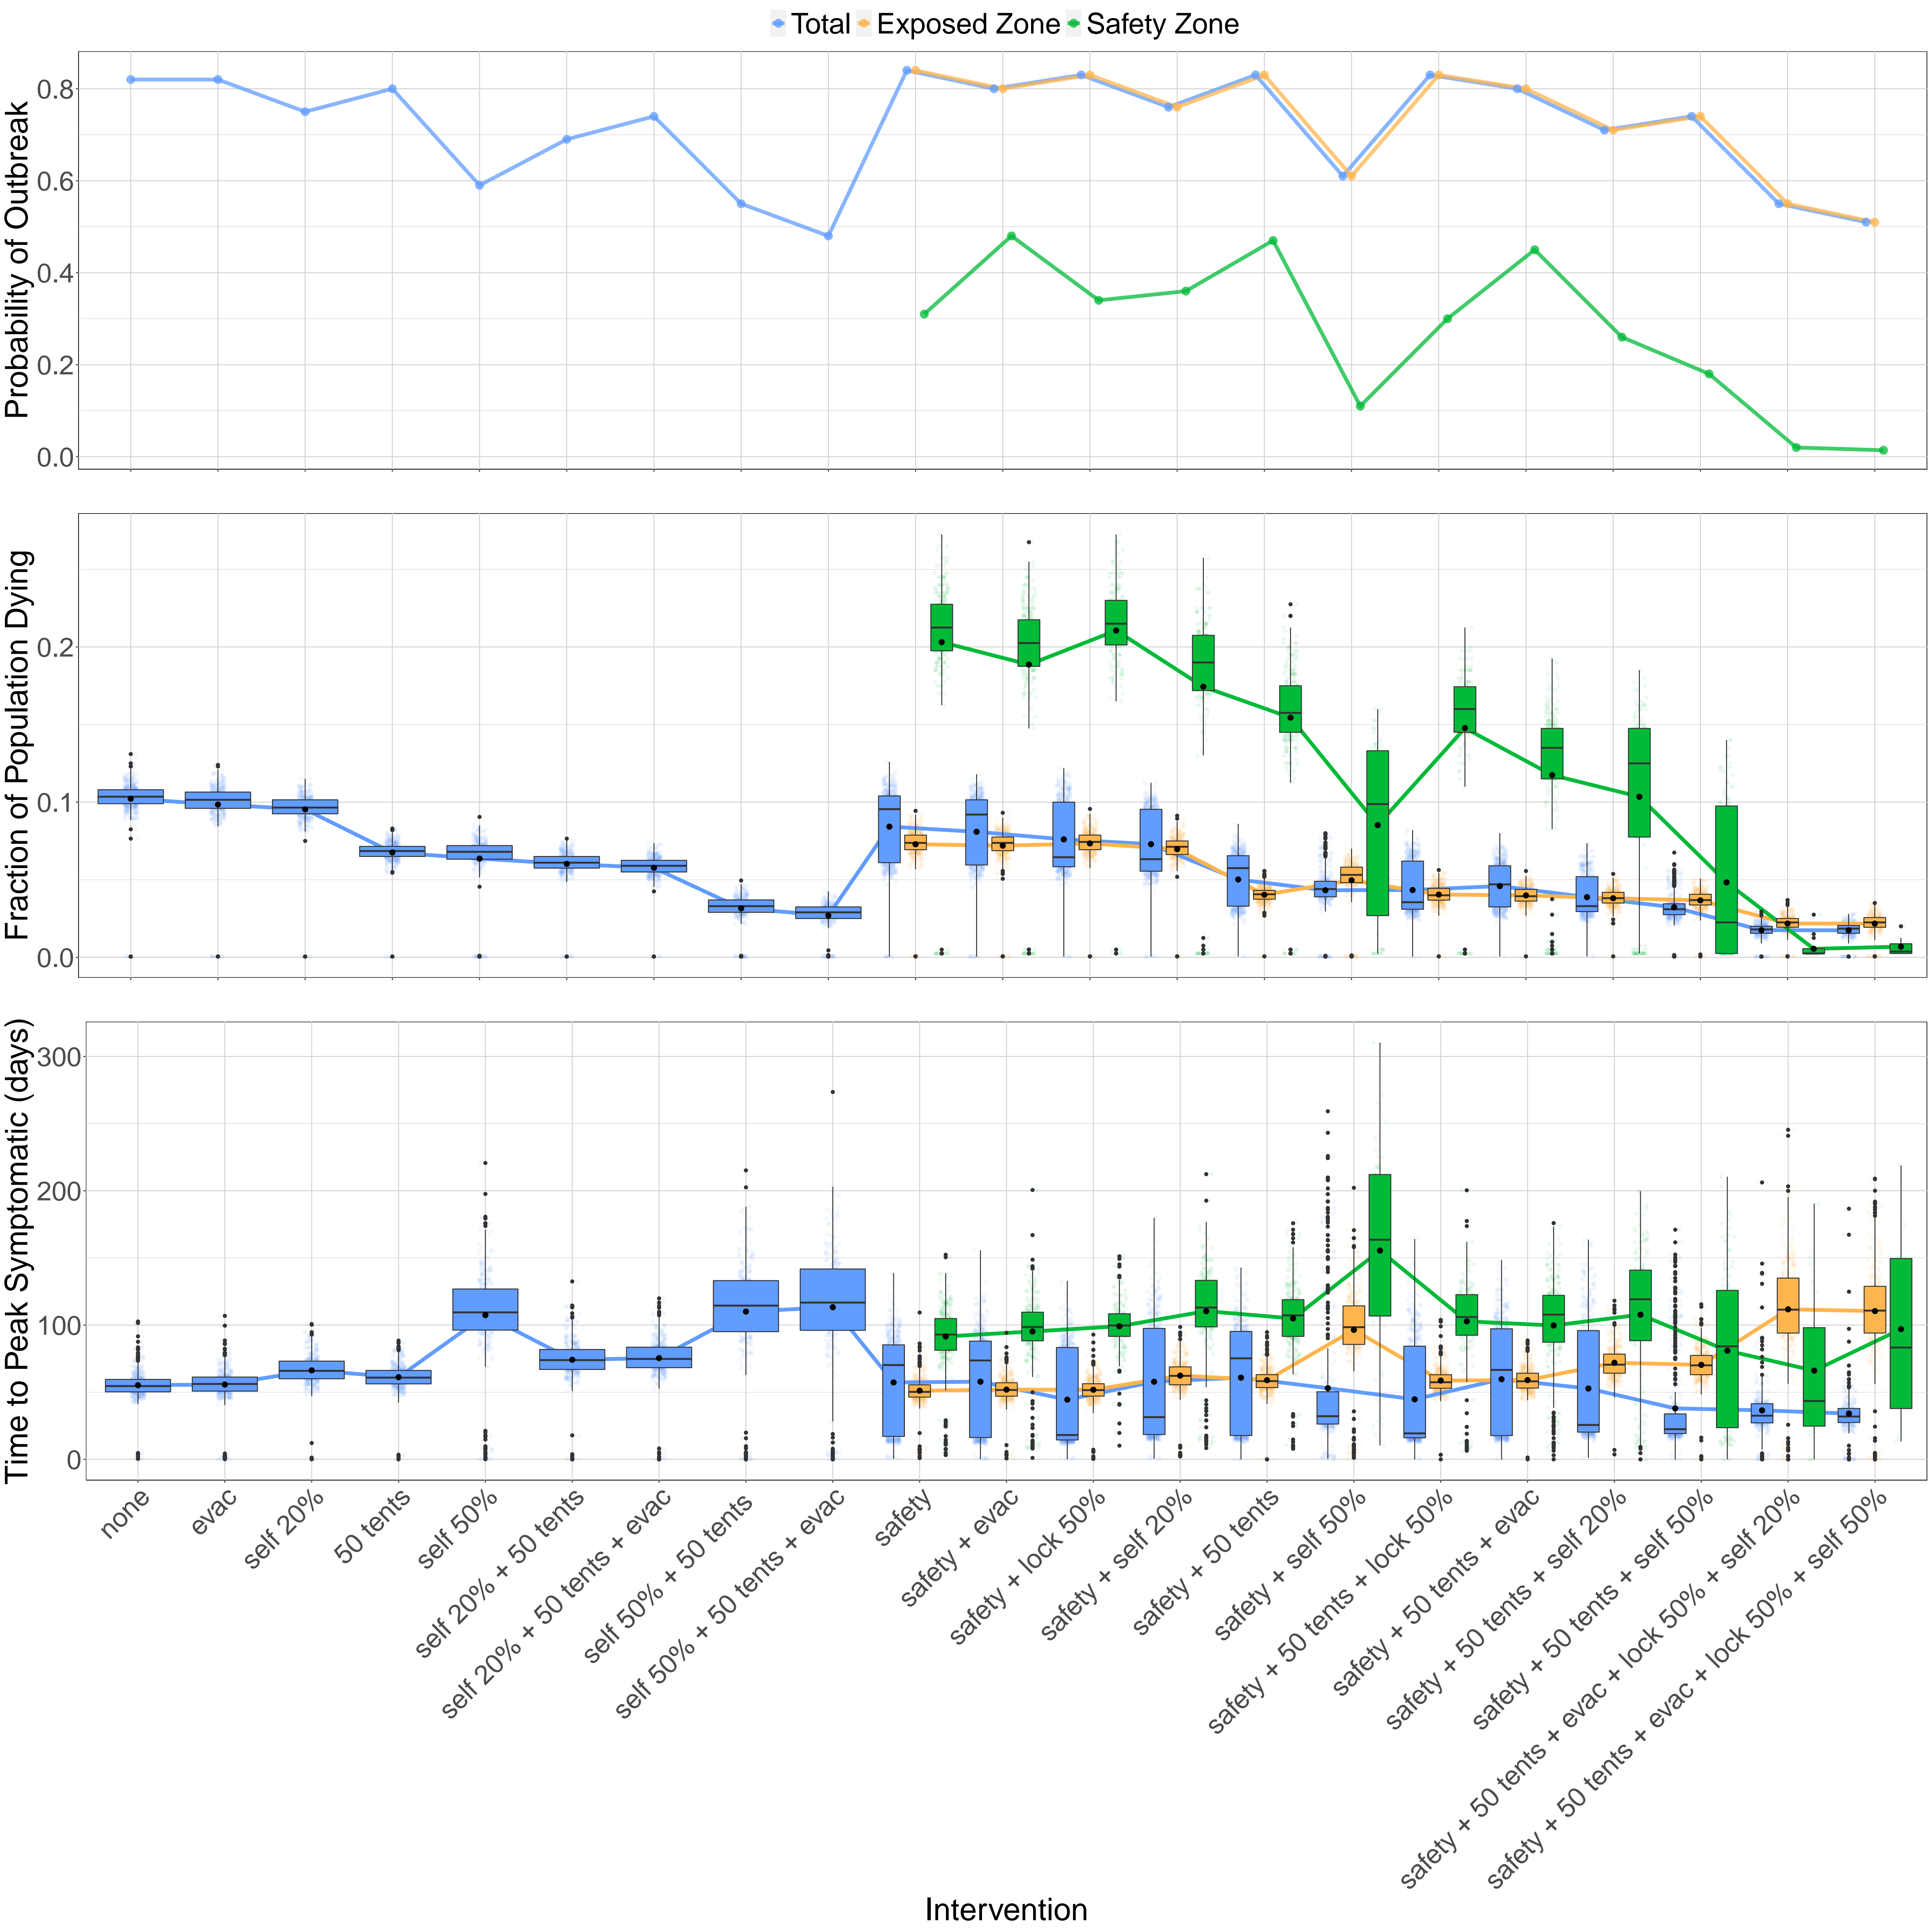 Total Exposed Zone Safety Zone
Probability of Outbreak
0.8
0.6
0.4
0.2
0.0
Fraction of Population Dying
0.2
0.1
0.0
Time to Peak Symptomatic (days)
300
200
100
0
none
evac
self 20%
50 tents
self 50%
self 20% + 50 tents
self 20% + 50 tents + evac
self 50% + 50 tents
self 50% + 50 tents + evac
safety
safety + evac
safety + lock 50%
safety + self 20%
safety + 50 tents
safety + self 50%
safety + 50 tents + lock 50%
safety + 50 tents + evac
safety + 50 tents + self 20%
safety + 50 tents + self 50%
safety + 50 tents + evac + lock 50% + self 20%
safety + 50 tents + evac + lock 50% + self 50%
Intervention